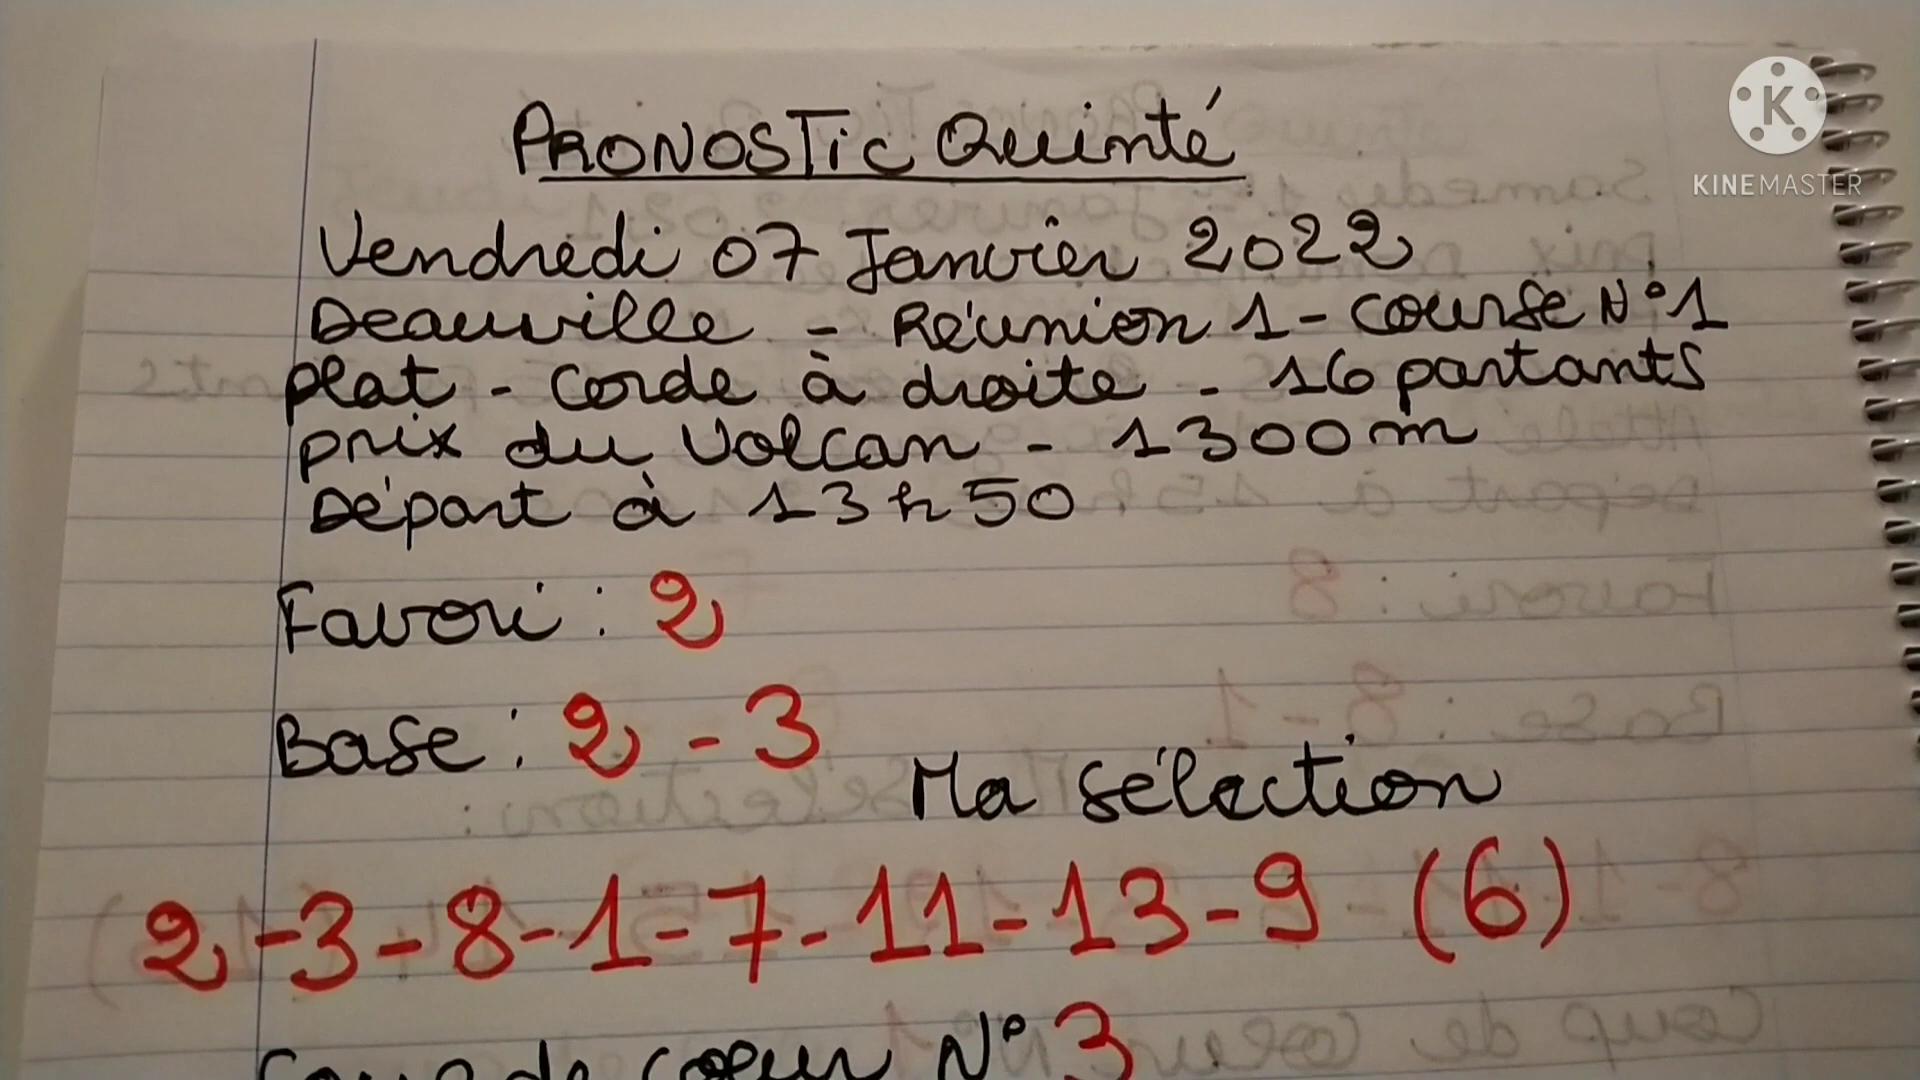 PRONOSTIC Quinté
Vendredi 07 Janvier 2022
Deauville - Réunion 1 - Course N°1
plat - Corde à droite - 16 partants
prix du Volcan - 1300m
Départ à 13h50
Favori : 2
Base : 2 - 3
Ma sélection
2 - 3 - 8 - 1 - 7 - 11 - 13 - 9 (6)
Coup de cœur N° 3
KINEMASTER